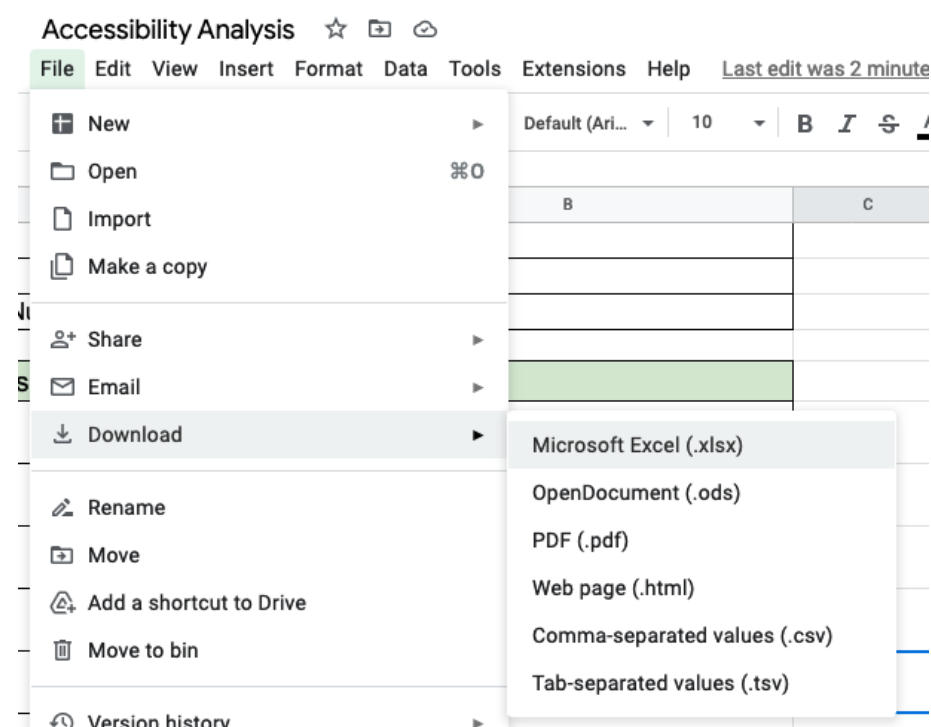 Accessibility Analysis
File Edit View Insert Format Data Tools Extensions Help Last edit was 2 minute
New
Default (Ari... 10 B I S A
Open ⌘O
B C
Import
Make a copy
Share
Email
Download
Microsoft Excel (.xlsx)
OpenDocument (.ods)
Rename
PDF (.pdf)
Move
Web page (.html)
Add a shortcut to Drive
Comma-separated values (.csv)
Move to bin
Tab-separated values (.tsv)
Version history